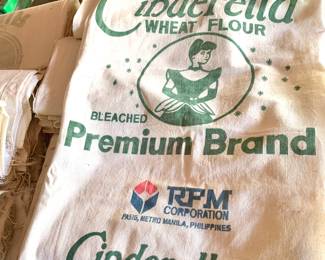 Cinderella
WHEAT FLOUR
BLEACHED
Premium Brand
RFM
CORPORATION
PASIG, METRO MANILA, PHILIPPINES
Cinderella